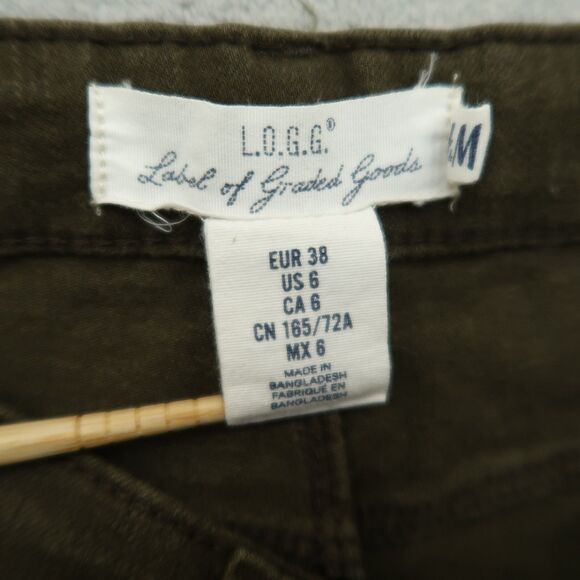 L.O.G.G.®
Label of Graded Goods
EUR 38
US 6
CA 6
CN 165/72A
MX 6
MADE IN
BANGLADESH
FABRIQUE EN
BANGLADESH